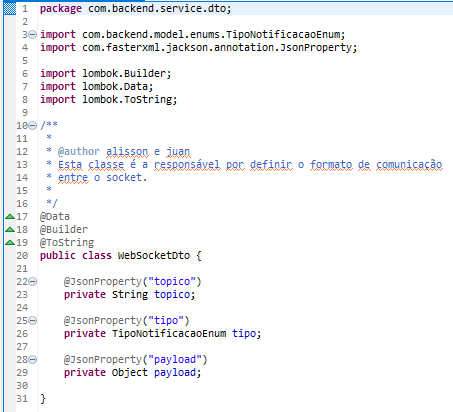 1 package com.backend.service.dto;
2
3 import com.backend.model.enums.TipoNotificacaoEnum;
4 import com.fasterxml.jackson.annotation.JsonProperty;
5
6 import lombok.Builder;
7 import lombok.Data;
8 import lombok.ToString;
9
10 /**
11  *
12  * @author alisson e juan
13  * Esta classe é a responsável por definir o formato de comunicação
14  * entre o socket.
15  *
16  */
17 @Data
18 @Builder
19 @ToString
20 public class WebSocketDto {
21
22     @JsonProperty("topico")
23     private String topico;
24
25     @JsonProperty("tipo")
26     private TipoNotificacaoEnum tipo;
27
28     @JsonProperty("payload")
29     private Object payload;
30
31 }